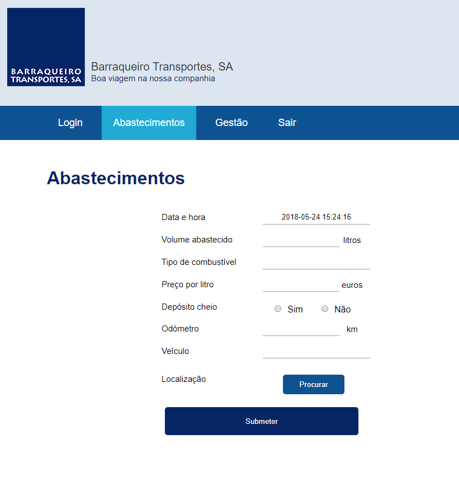 BARRAQUEIRO
TRANSPORTES, SA
Barraqueiro Transportes, SA
Boa viagem na nossa companhia
Login Abastecimentos Gestão Sair
Abastecimentos
Data e hora 2018-05-24 15:24:16
Volume abastecido litros
Tipo de combustível
Preço por litro euros
Depósito cheio Sim Não
Odómetro km
Veículo
Localização Procurar
Submeter